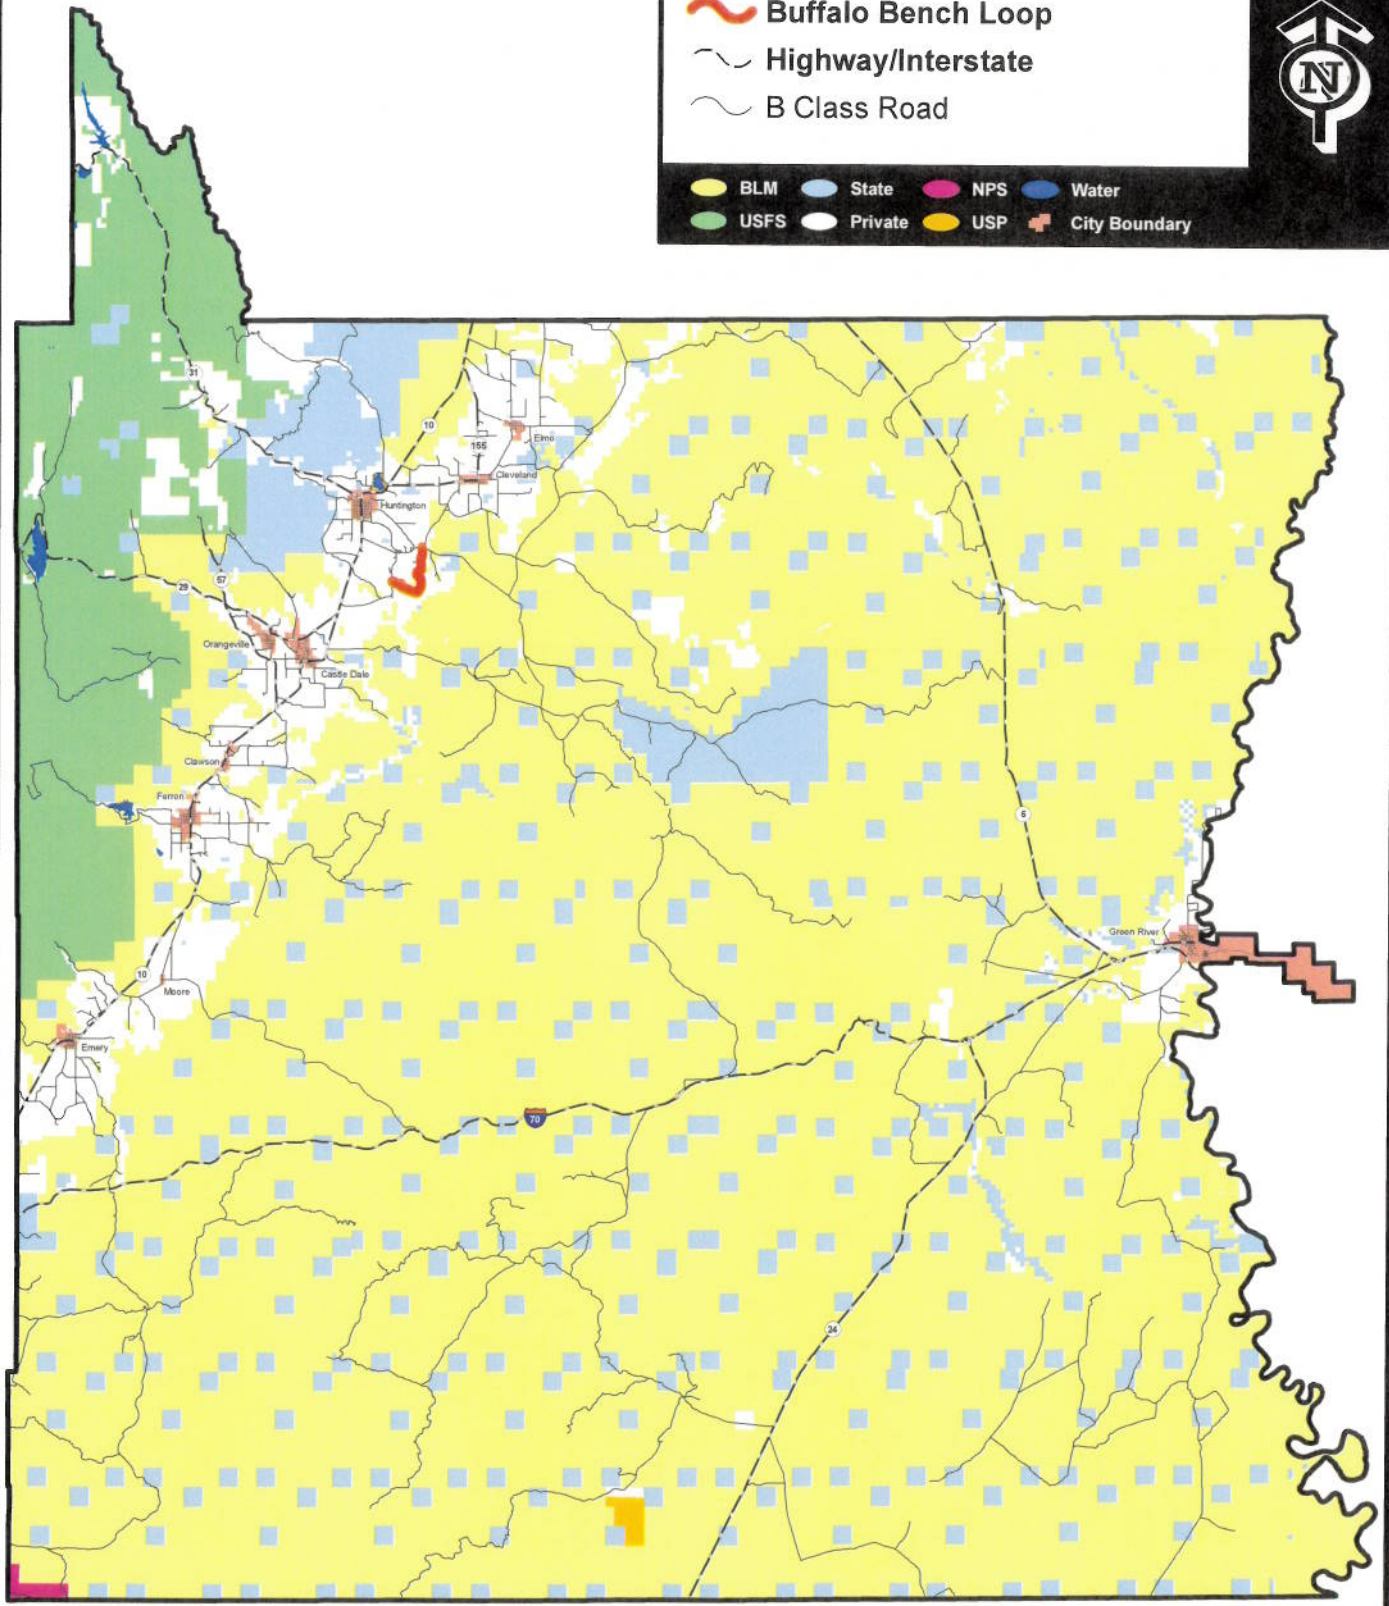 Buffalo Bench Loop
Highway/Interstate
B Class Road
N
BLM State NPS Water
USFS Private USP City Boundary
31
10
155
Elmo
Cleveland
Huntington
57
29
Orangeville
Castle Dale
Clawson
Ferron
6
Green River
10
Moore
Emery
70
24